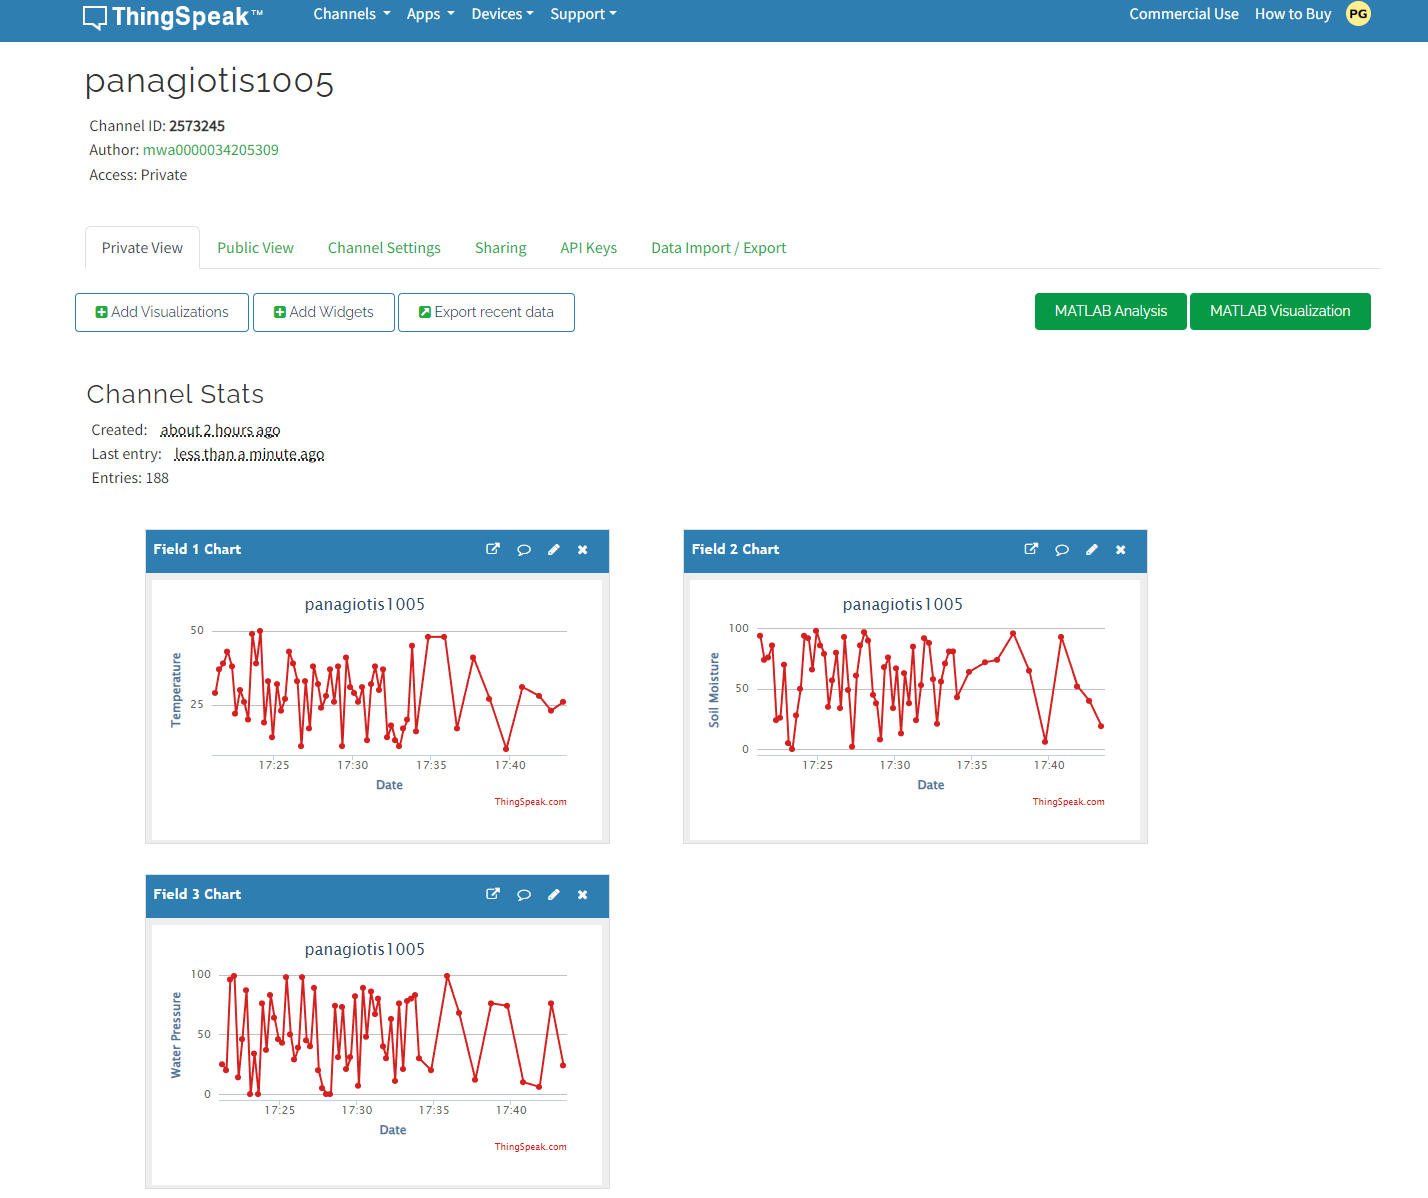 ThingSpeak™ Channels Apps Devices Support Commercial Use How to Buy PG
panagiotis1005
Channel ID: 2573245
Author: mwa0000034205309
Access: Private
Private View Public View Channel Settings Sharing API Keys Data Import / Export
Add Visualizations Add Widgets Export recent data MATLAB Analysis MATLAB Visualization
Channel Stats
Created: about 2 hours ago
Last entry: less than a minute ago
Entries: 188
Field 1 Chart
panagiotis1005
Temperature
50
25
17:25 17:30 17:35 17:40
Date
ThingSpeak.com
Field 2 Chart
panagiotis1005
Soil Moisture
100
50
0
17:25 17:30 17:35 17:40
Date
ThingSpeak.com
Field 3 Chart
panagiotis1005
Water Pressure
100
50
0
17:25 17:30 17:35 17:40
Date
ThingSpeak.com